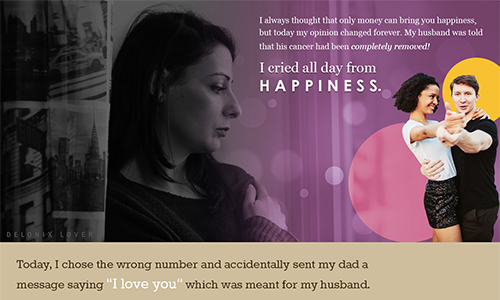 I always thought that only money can bring you happiness,
but today my opinion changed forever. My husband was told
that his cancer had been completely removed!
I cried all day from
HAPPINESS.
DELONIX LOVER
Today, I chose the wrong number and accidentally sent my dad a
message saying "I love you" which was meant for my husband.